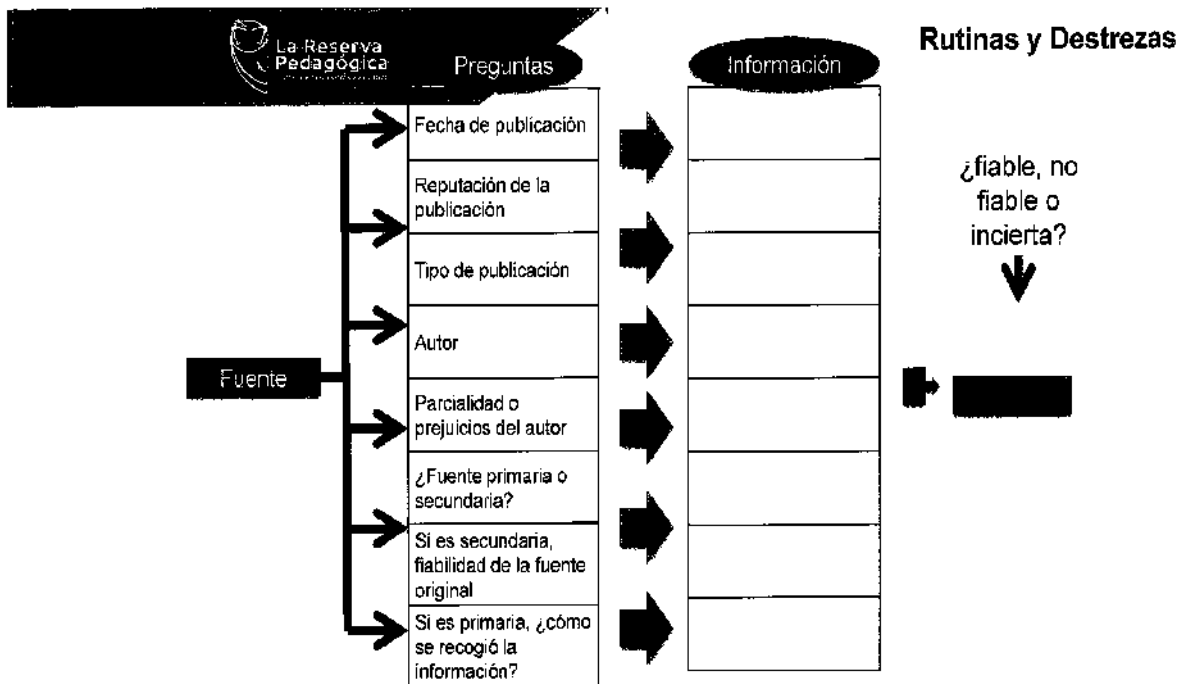 La Reserva
Pedagógica
Preguntas
Información
Rutinas y Destrezas
Fecha de publicación
Reputación de la
publicación
Tipo de publicación
Autor
Parcialidad o
prejuicios del autor
¿Fuente primaria o
secundaria?
Si es secundaria,
fiabilidad de la fuente
original
Si es primaria, ¿cómo
se recogió la
información?
Fuente
¿fiable, no
fiable o
incierta?